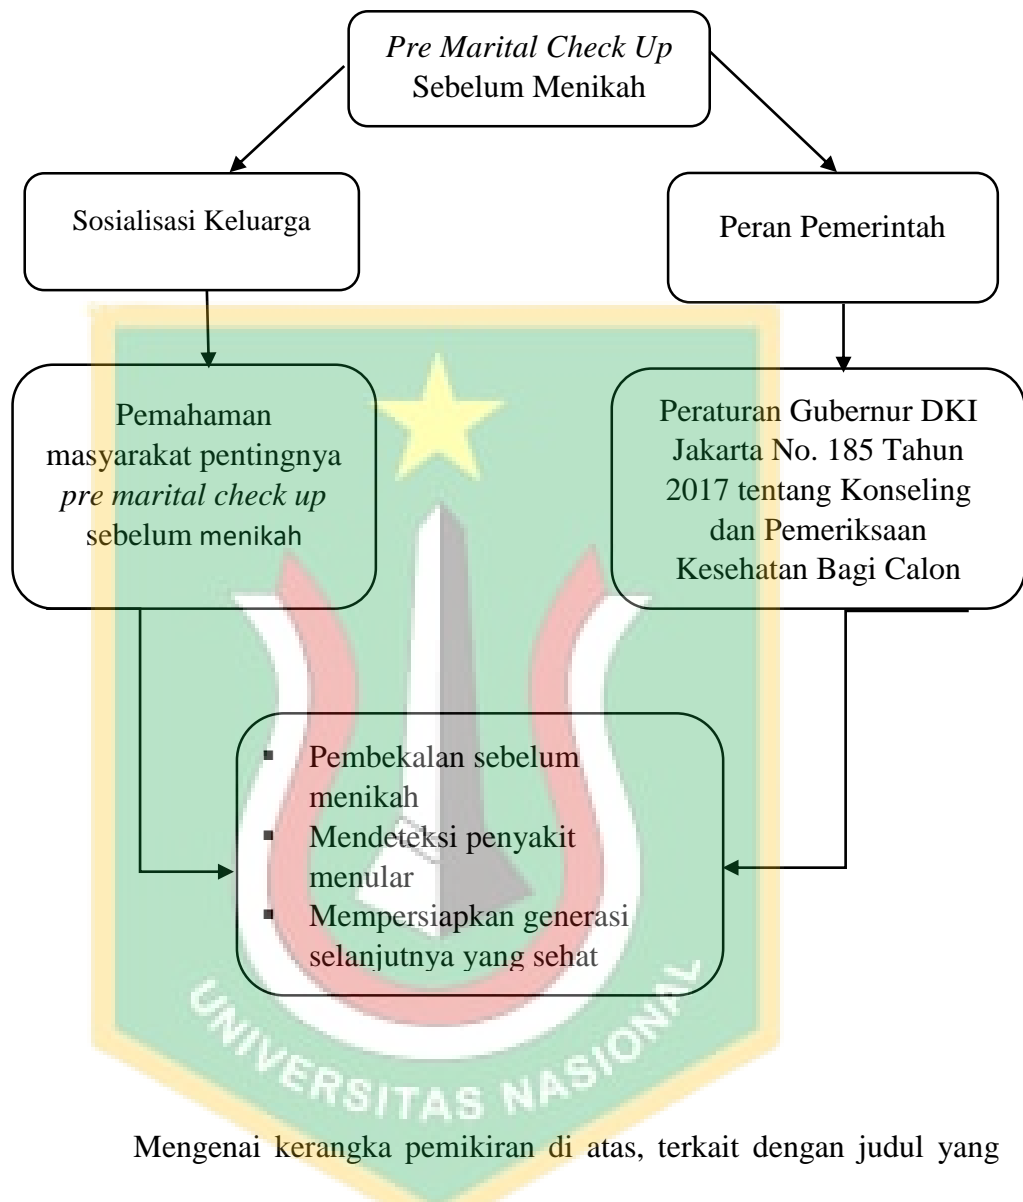 Pre Marital Check Up
Sebelum Menikah
Sosialisasi Keluarga
Peran Pemerintah
Pemahaman
masyarakat pentingnya
pre marital check up
sebelum menikah
Peraturan Gubernur DKI
Jakarta No. 185 Tahun
2017 tentang Konseling
dan Pemeriksaan
Kesehatan Bagi Calon
▪ Pembekalan sebelum
menikah
▪ Mendeteksi penyakit
menular
▪ Mempersiapkan generasi
selanjutnya yang sehat
UNIVERSITAS NASIONAL
Mengenai kerangka pemikiran di atas, terkait dengan judul yang